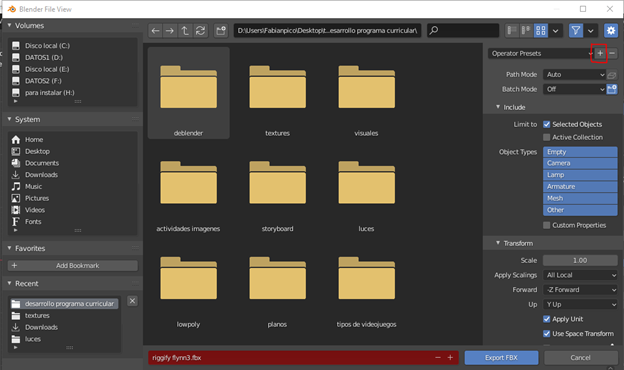 Blender File View
Volumes
Disco local (C:)
DATOS1 (D:)
Disco local (E:)
DATOS2 (F:)
para instalar (H:)
System
Home
Desktop
Documents
Downloads
Music
Pictures
Videos
Fonts
Favorites
Add Bookmark
Recent
desarrollo programa curricular
textures
Downloads
luces
D:\Users\Fabianpico\Desktop\t...esarrollo programa curricular\
deblender
textures
visuales
actividades imagenes
storyboard
luces
lowpoly
planos
tipos de videojuegos
riggify flynn3.fbx
Operator Presets
Path Mode
Auto
Batch Mode
Off
Include
Limit to
Selected Objects
Active Collection
Object Types
Empty
Camera
Lamp
Armature
Mesh
Other
Custom Properties
Transform
Scale
1.00
Apply Scalings
All Local
Forward
-Z Forward
Up
Y Up
Apply Unit
Use Space Transform
Export FBX
Cancel